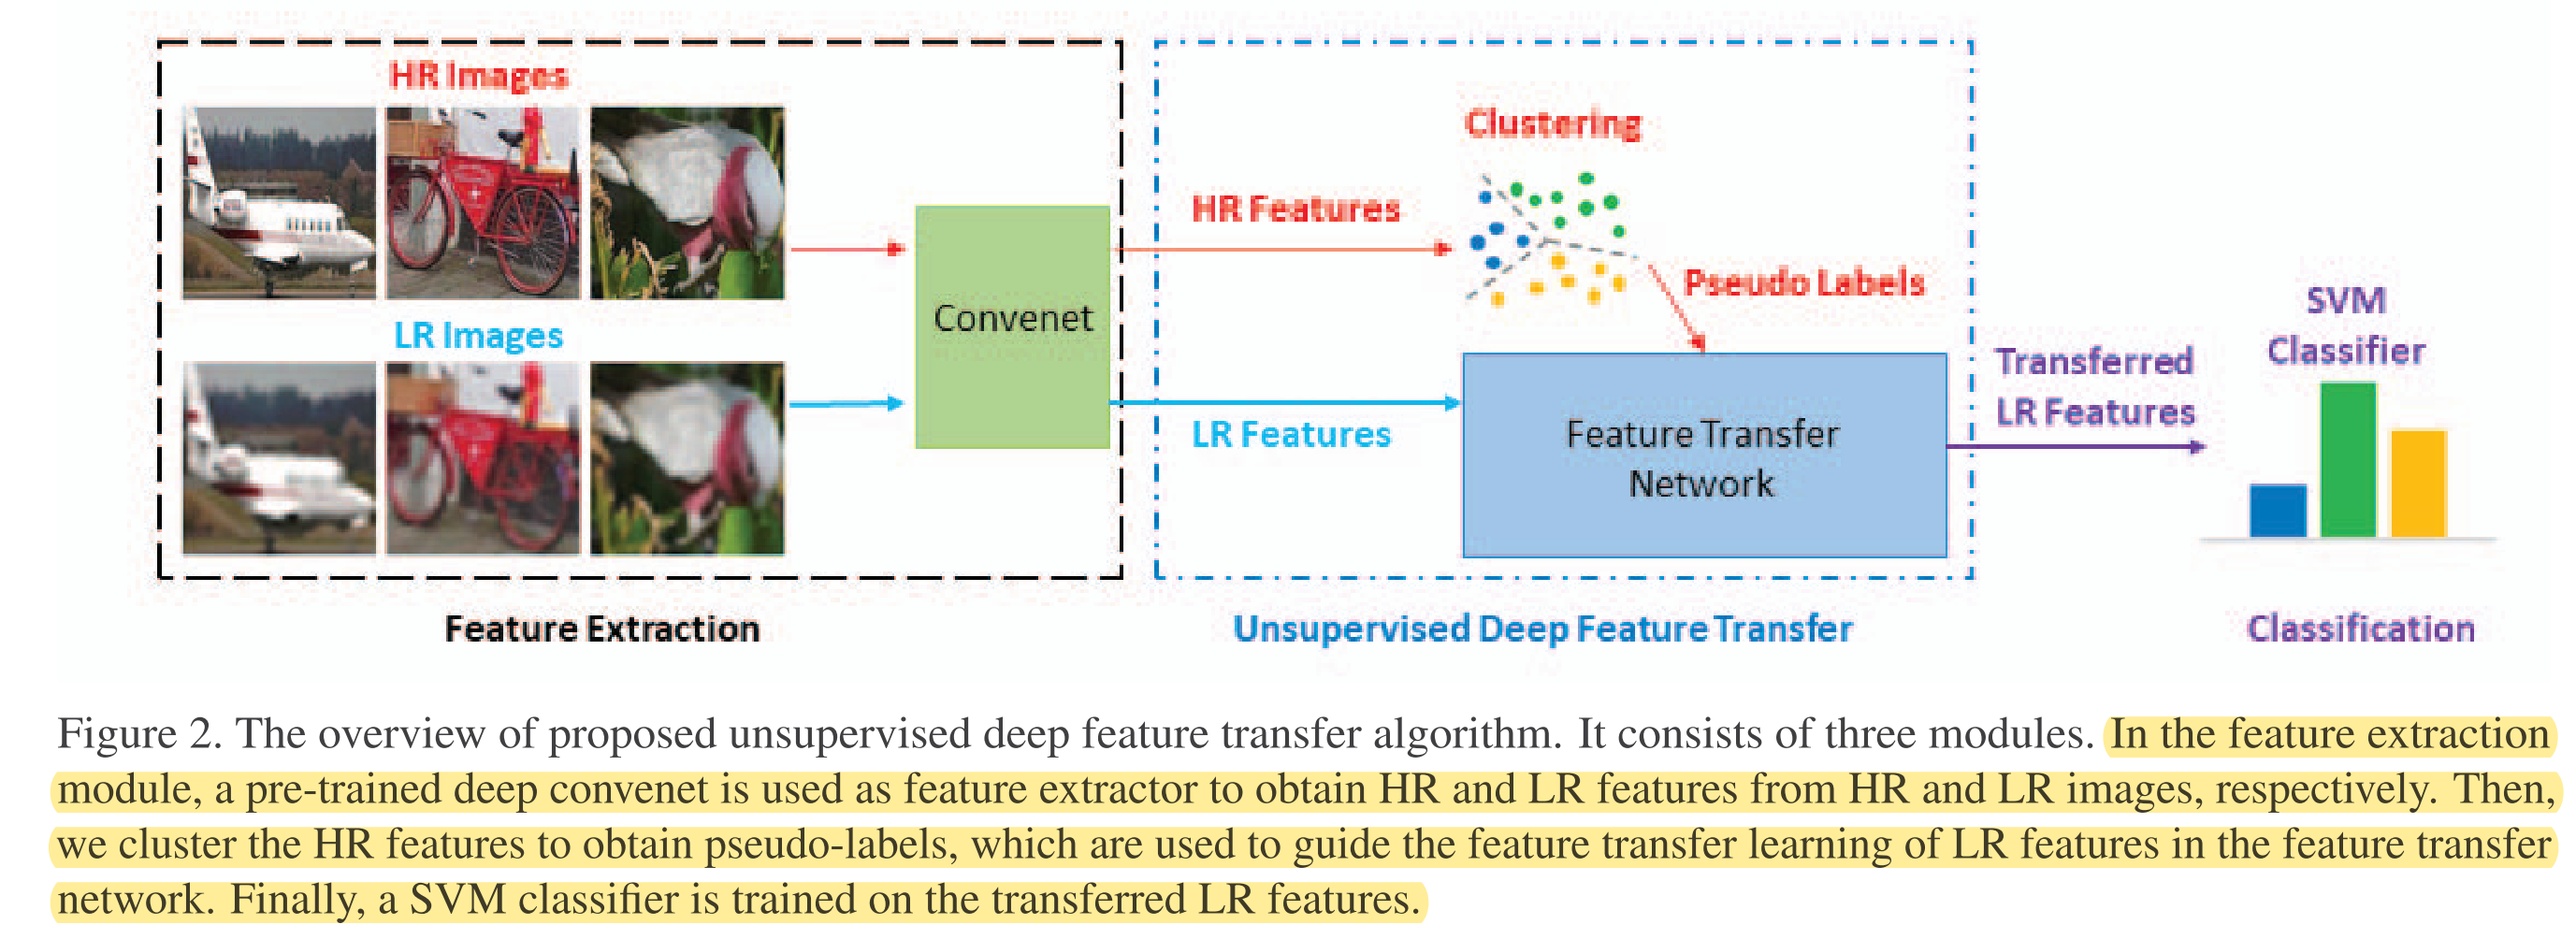 HR Images
LR Images
Convenet
Feature Extraction
HR Features
LR Features
Clustering
Pseudo Labels
Feature Transfer
Network
Unsupervised Deep Feature Transfer
Transferred
LR Features
SVM
Classifier
Classification
Figure 2. The overview of proposed unsupervised deep feature transfer algorithm. It consists of three modules. In the feature extraction
module, a pre-trained deep convenet is used as feature extractor to obtain HR and LR features from HR and LR images, respectively. Then,
we cluster the HR features to obtain pseudo-labels, which are used to guide the feature transfer learning of LR features in the feature transfer
network. Finally, a SVM classifier is trained on the transferred LR features.